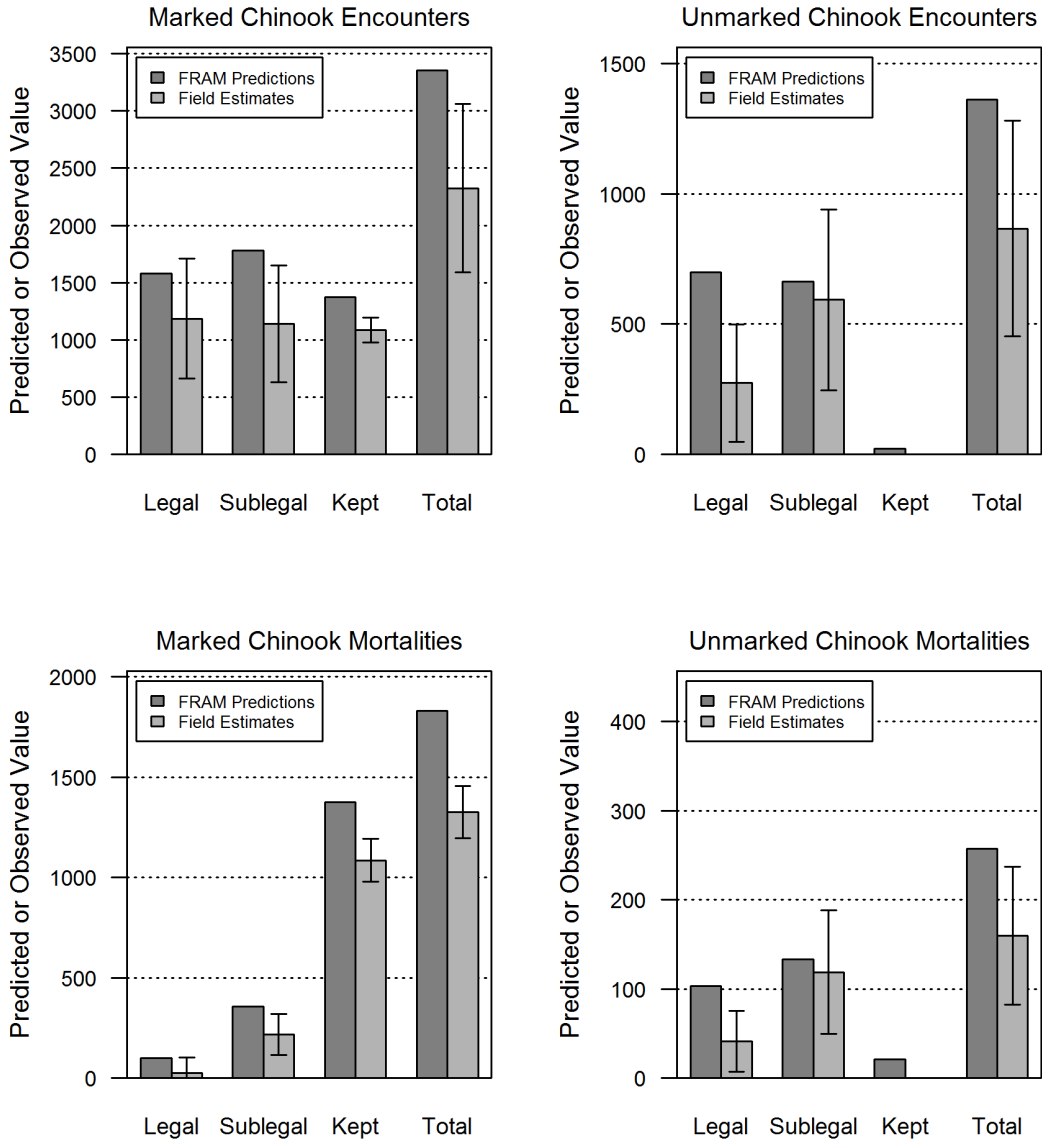 Marked Chinook Encounters
Predicted or Observed Value
3500
3000
2500
2000
1500
1000
500
0
FRAM Predictions
Field Estimates
Legal Sublegal Kept Total
Unmarked Chinook Encounters
Predicted or Observed Value
1500
1000
500
0
FRAM Predictions
Field Estimates
Legal Sublegal Kept Total
Marked Chinook Mortalities
Predicted or Observed Value
2000
1500
1000
500
0
FRAM Predictions
Field Estimates
Legal Sublegal Kept Total
Unmarked Chinook Mortalities
Predicted or Observed Value
400
300
200
100
0
FRAM Predictions
Field Estimates
Legal Sublegal Kept Total